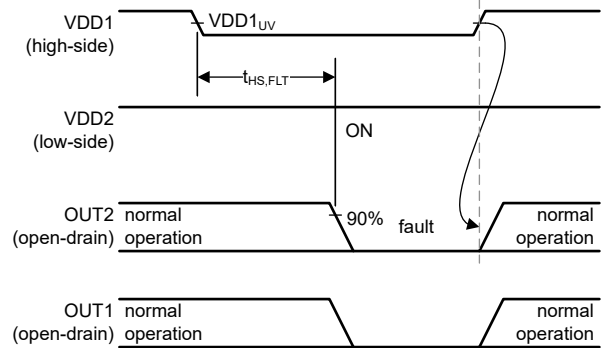 VDD1
(high-side)
VDD1UV
tHS,FLT
VDD2
(low-side)
ON
OUT2
(open-drain)
normal
operation
90%
fault
normal
operation
OUT1
(open-drain)
normal
operation
normal
operation